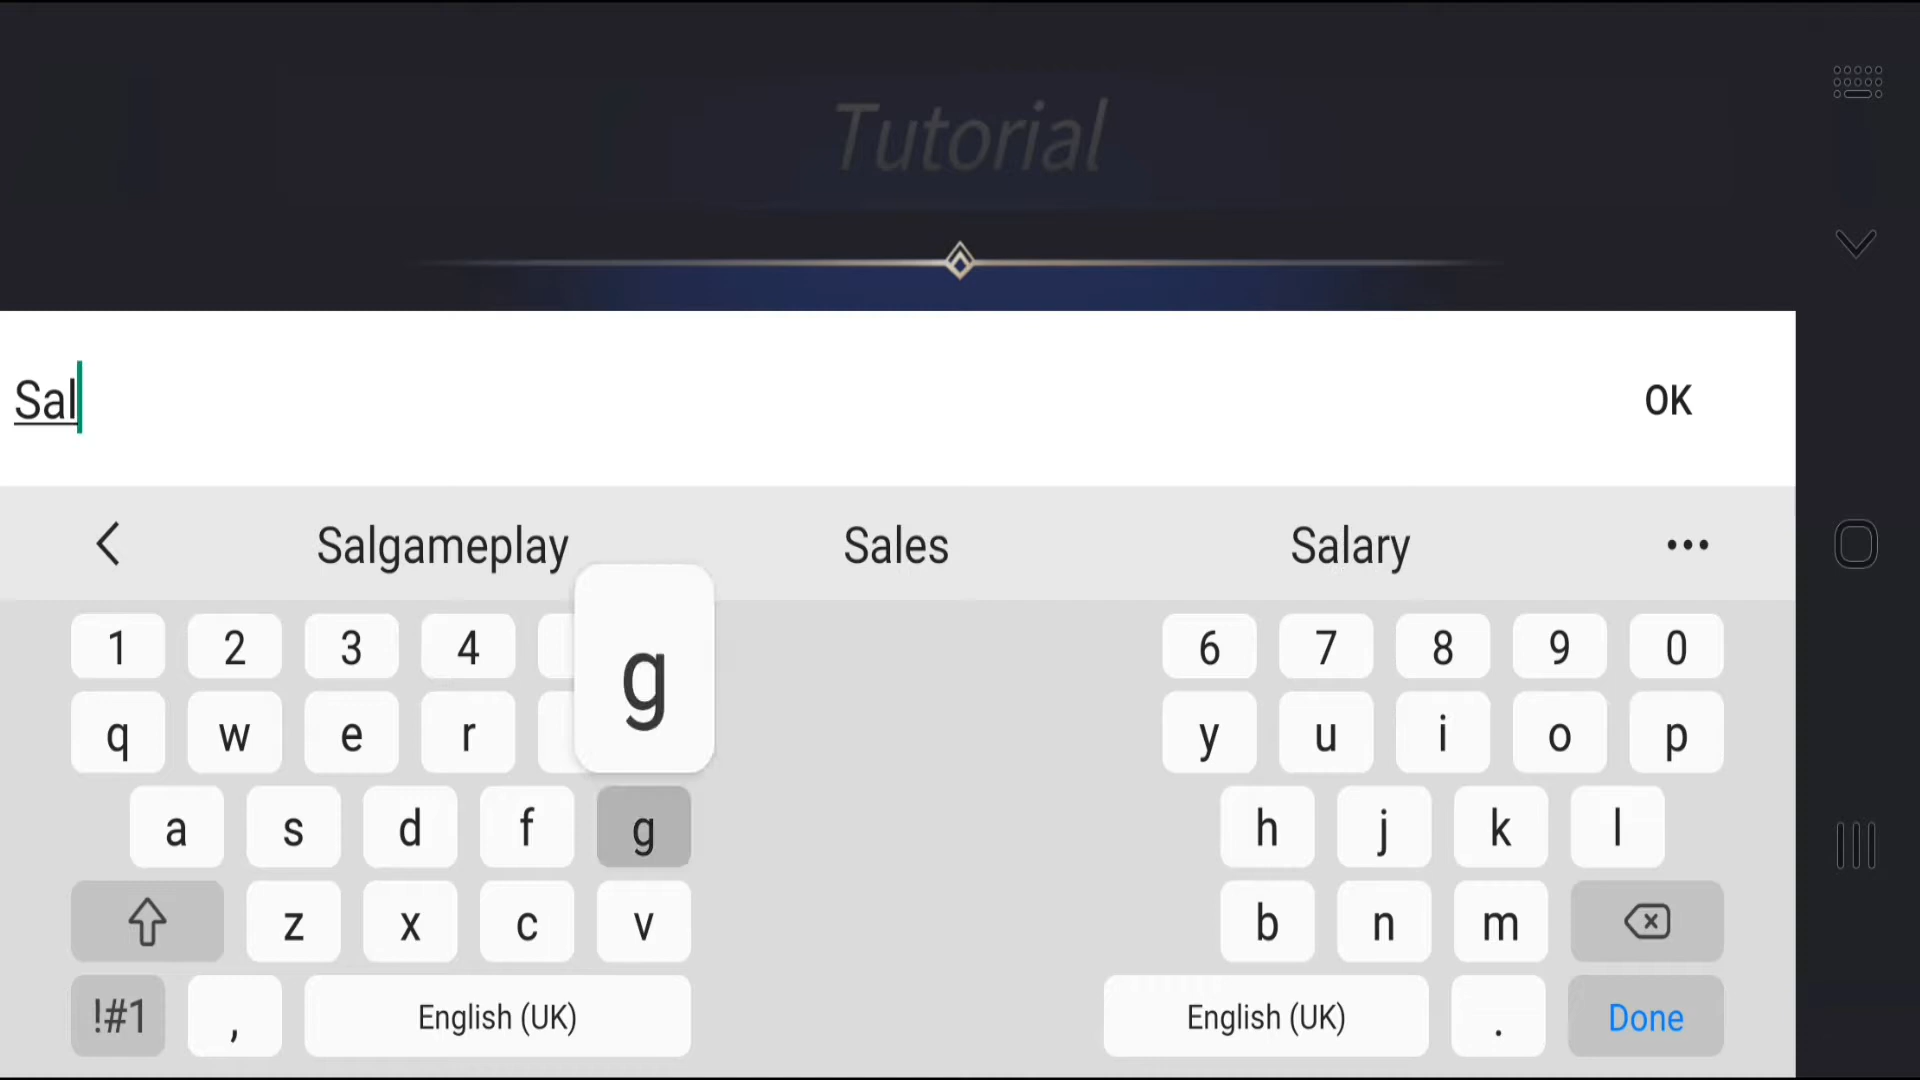 Tutorial
Sal
OK
Salgameplay Sales Salary
1 2 3 4 6 7 8 9 0
g
q w e r y u i o p
a s d f g h j k l
z x c v b n m
!#1 , English (UK) English (UK) . Done